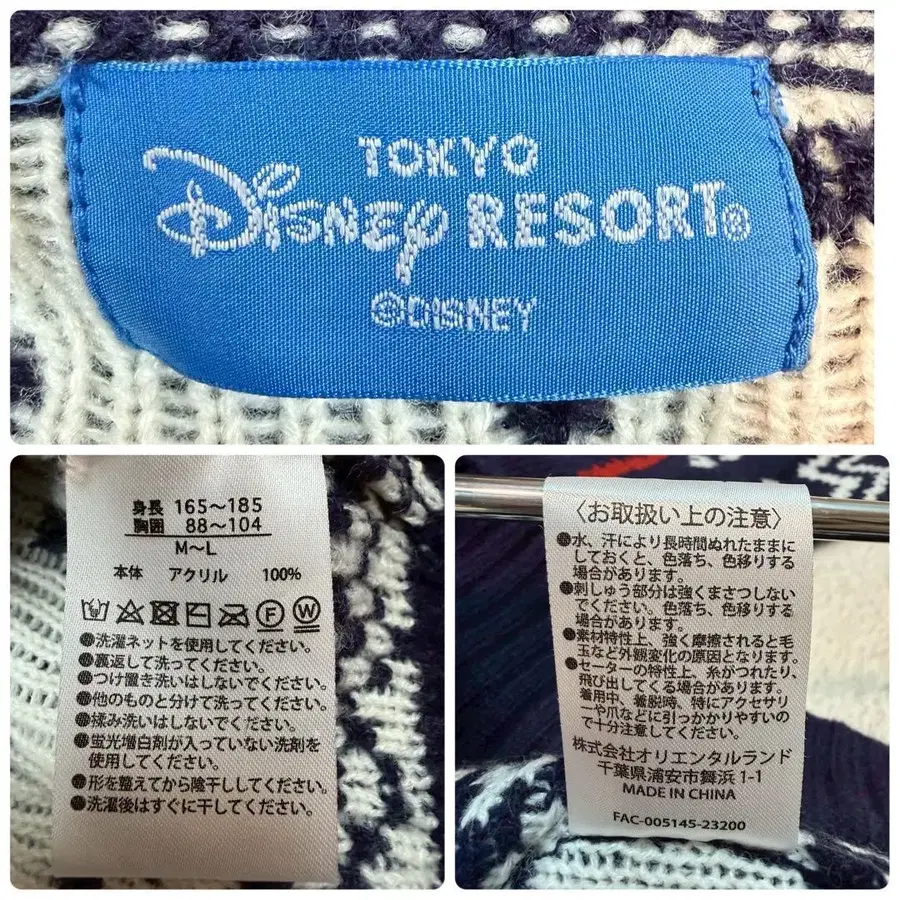 TOKYO
Disney RESORT®
©DISNEY
身長 165~185
胸囲 88~104
M~L
本体 アクリル 100%
F W
●洗濯ネットを使用してください。
●裏返して洗ってください。
●つけ置き洗いはしないでください。
●他のものと分けて洗ってください。
●揉み洗いはしないでください。
●蛍光増白剤が入っていない洗剤を
使用してください。
●形を整えてから陰干ししてください。
●洗濯後はすぐに干してください。
〈お取扱い上の注意〉
●水、汗により長時間ぬれたままに
しておくと、色落ち、色移りする
場合があります。
●刺しゅう部分は強くまさつしない
でください。色落ち、色移りする
場合があります。
●素材特性上、強く摩擦されると毛
玉など外観変化の原因となります。
●セーターの特性上、糸がつれたり、
飛び出してくる場合があります。
着用中、着脱時、特にアクセサリ
ーや爪などに引っかかりやすいの
で十分注意してください。
株式会社オリエンタルランド
千葉県浦安市舞浜 1-1
MADE IN CHINA
FAC-005145-23200